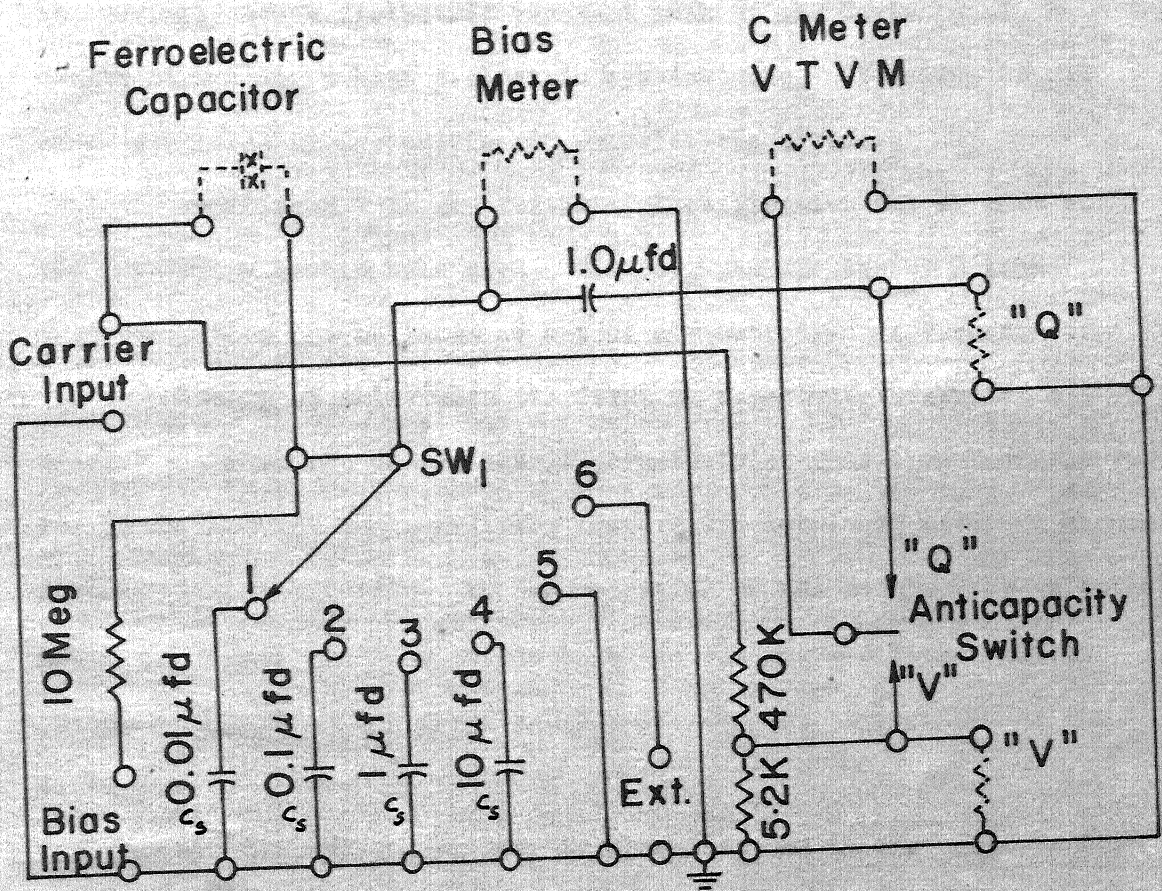 Ferroelectric
Capacitor
Bias
Meter
C Meter
V T V M
1.0μfd
"Q"
Carrier
Input
SW₁
6
5
"Q"
Anticapacity
Switch
"V"
1
2
3
4
10 Meg
0.01μfd
Cs
0.1μfd
Cs
1μfd
Cs
10μfd
Cs
470K
5.2K
"V"
Ext.
Bias
Input